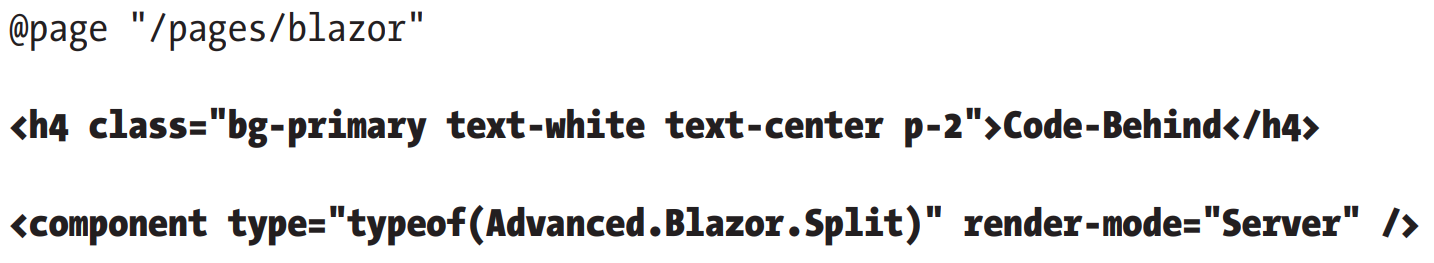 @page "/pages/blazor"
<h4 class="bg-primary text-white text-center p-2">Code-Behind</h4>
<component type="typeof(Advanced.Blazor.Split)" render-mode="Server" />